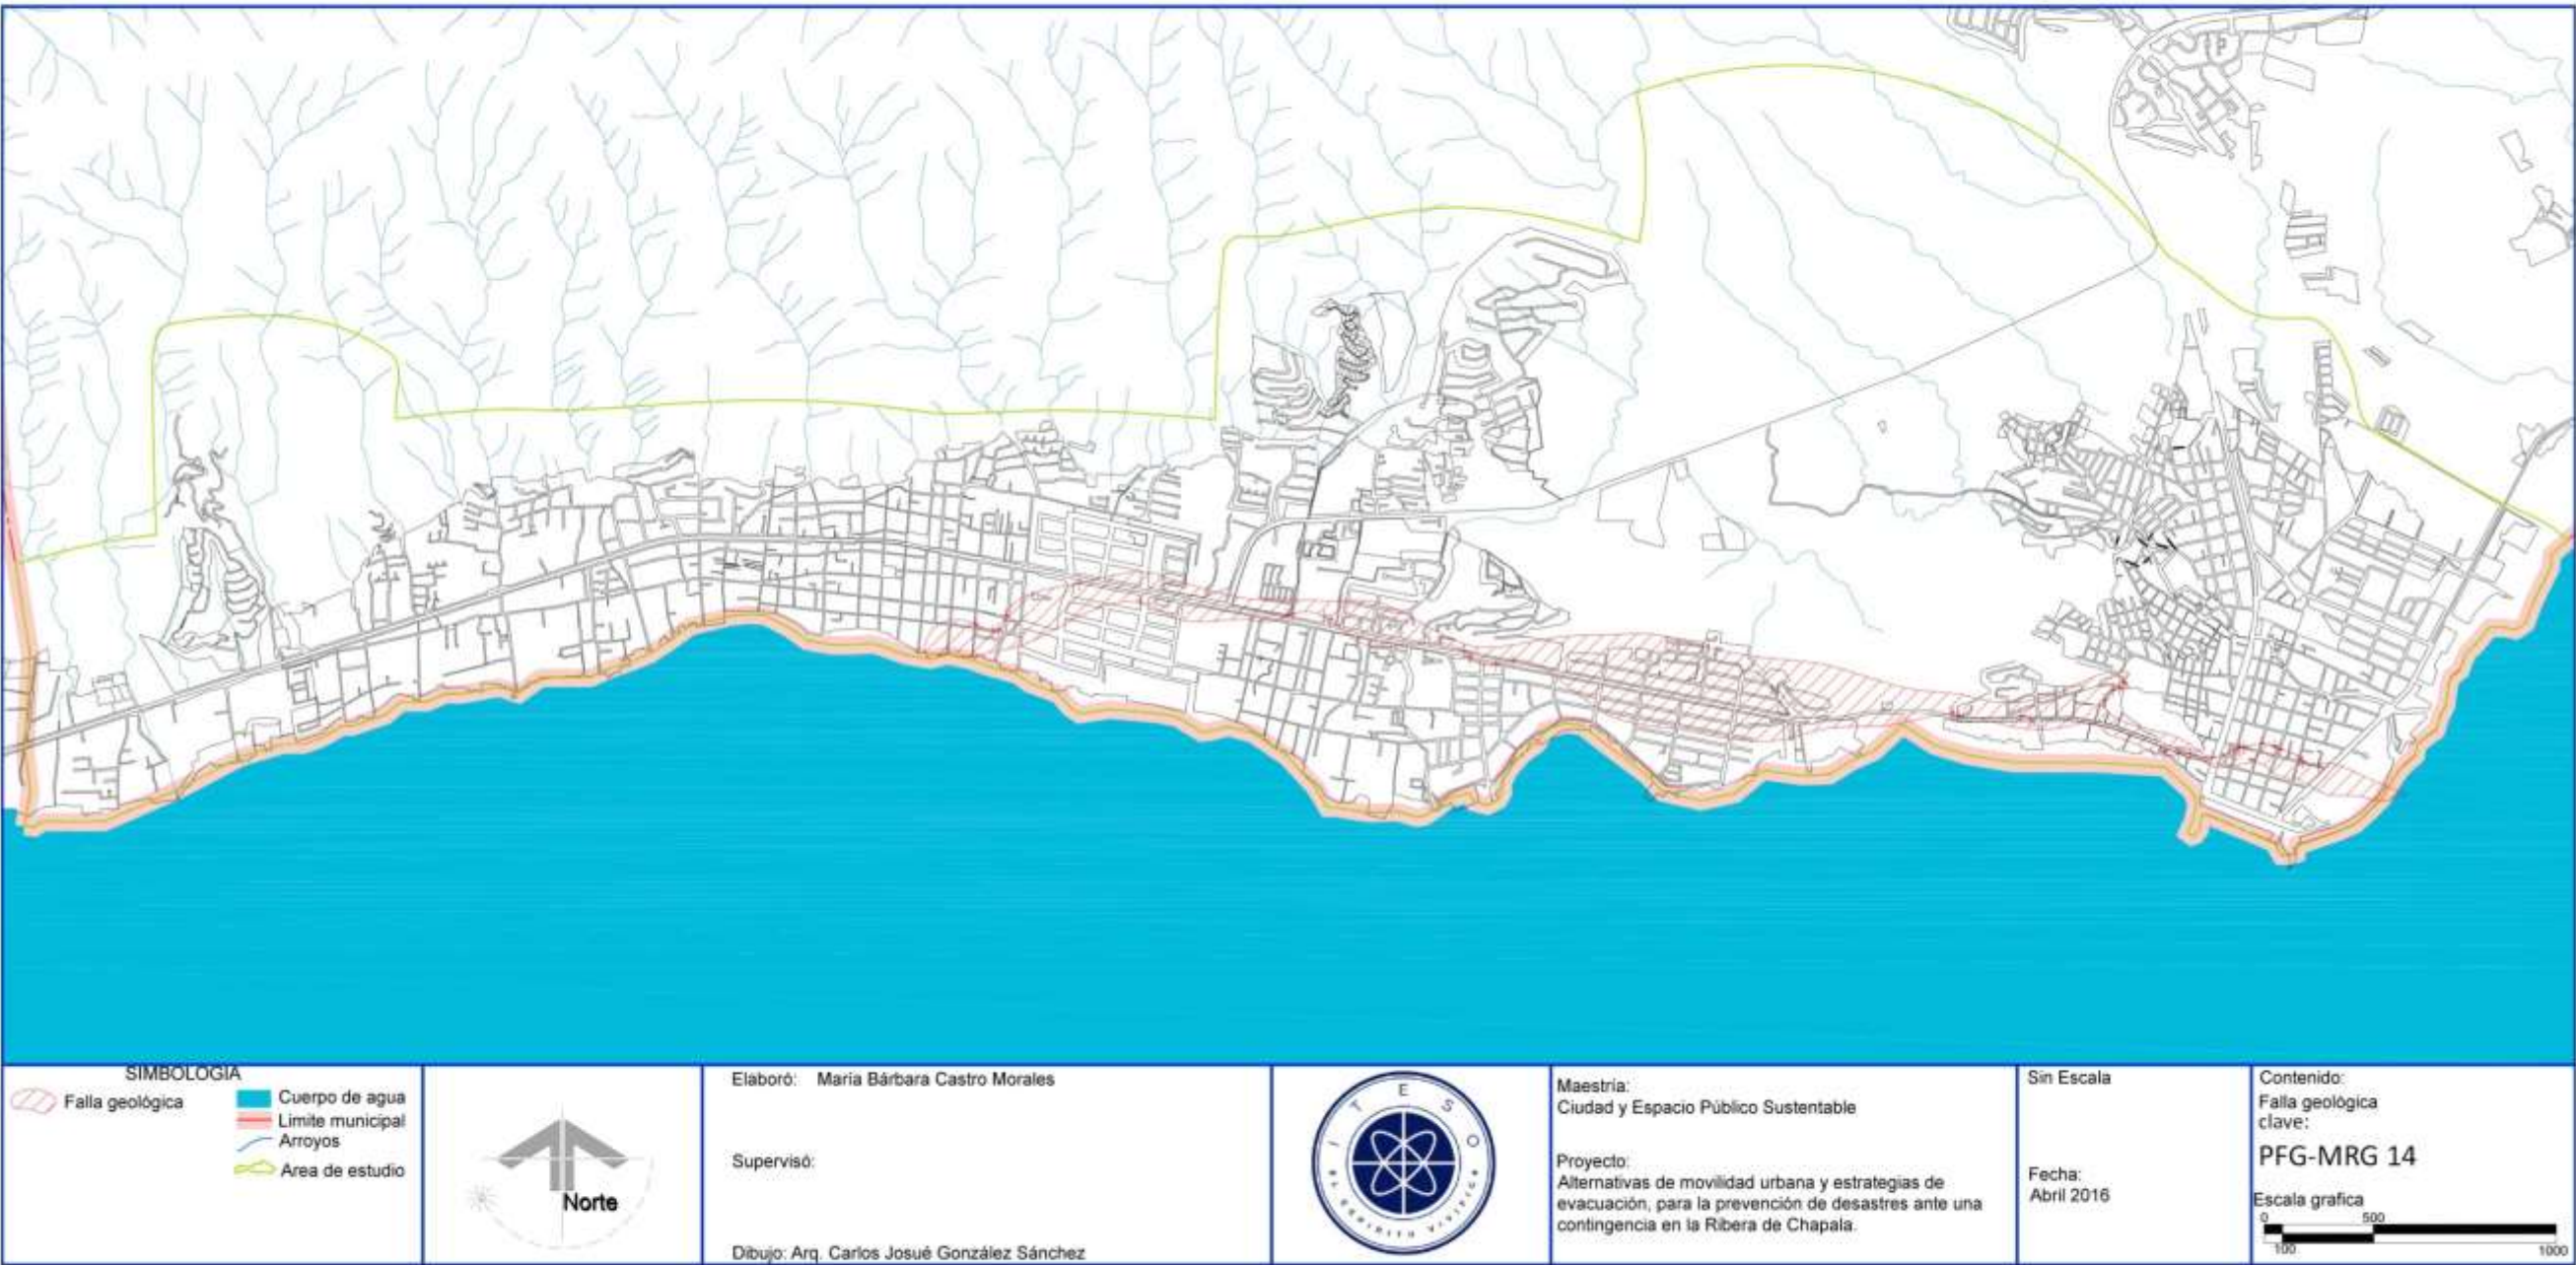 SIMBOLOGIA
Falla geológica
Cuerpo de agua
Limite municipal
Arroyos
Area de estudio
Norte
Elaboró: María Bárbara Castro Morales
Supervisó:
Dibujo: Arq. Carlos Josué González Sánchez
ITESO
Maestría:
Ciudad y Espacio Público Sustentable
Proyecto:
Alternativas de movilidad urbana y estrategias de
evacuación, para la prevención de desastres ante una
contingencia en la Ribera de Chapala.
Sin Escala
Fecha:
Abril 2016
Contenido:
Falla geológica
clave:
PFG-MRG 14
Escala grafica
0 500
100 1000